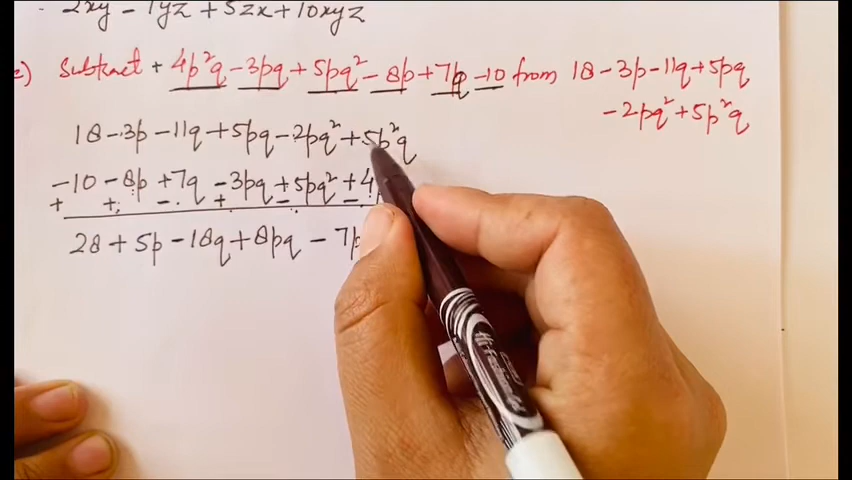 2xy - 7yz + 5zx + 10xyz
c) Subtract + 4p²q - 3pq + 5pq² - 8p + 7q - 10 from 18 - 3p - 11q + 5pq
- 2pq² + 5p²q
18 - 3p - 11q + 5pq - 2pq² + 5p²q
- 10 - 8p + 7q - 3pq + 5pq² + 4
+ + - + - -
28 + 5p - 18q + 8pq - 7p